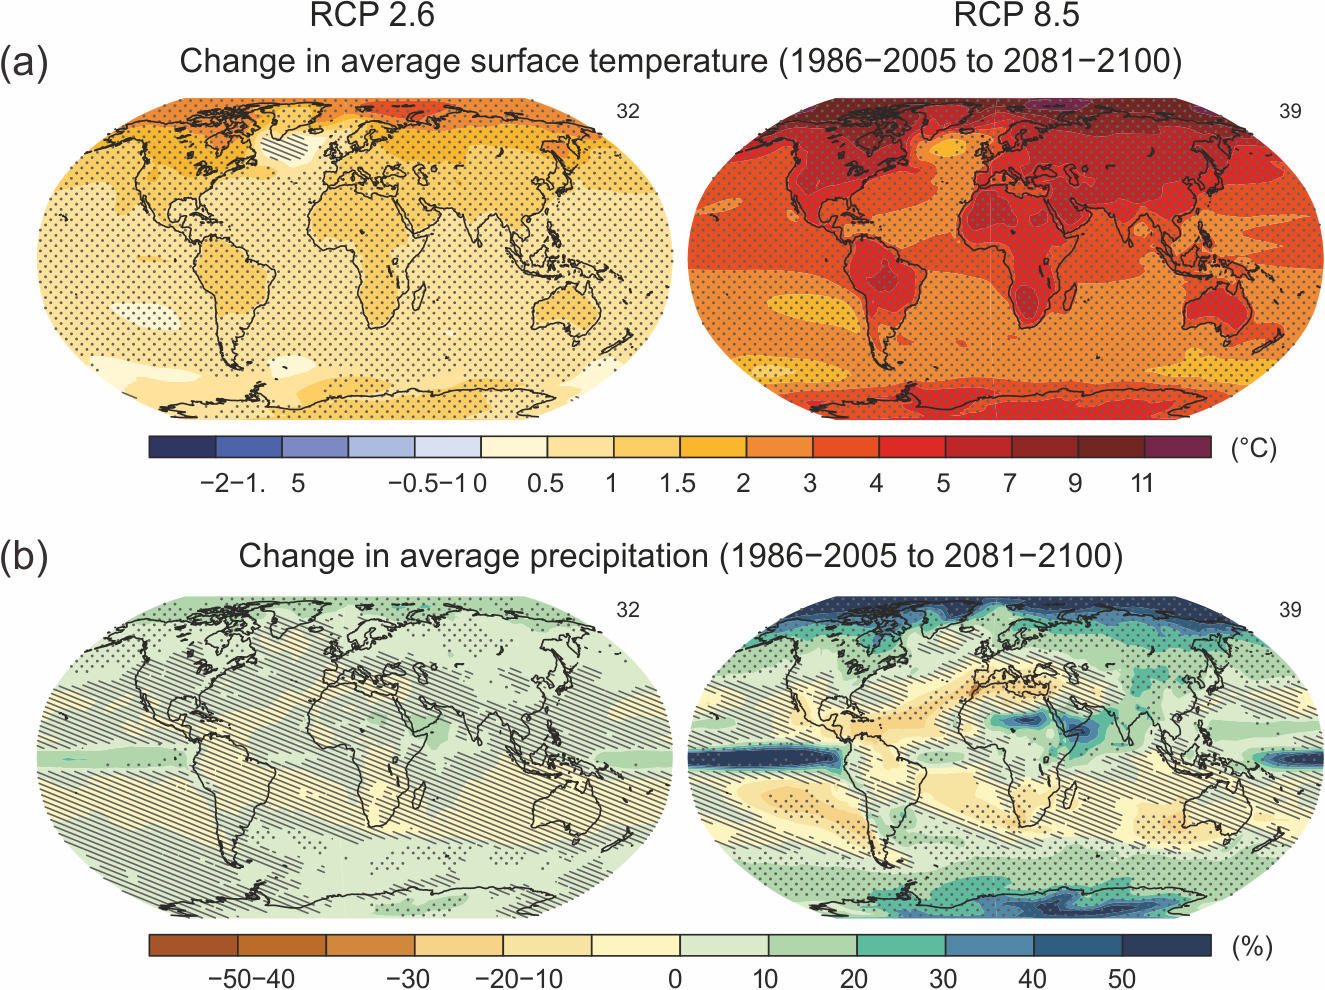 RCP 2.6 RCP 8.5
(a) Change in average surface temperature (1986−2005 to 2081−2100)
32 39
(°C)
−2−1. 5 −0.5−1 0 0.5 1 1.5 2 3 4 5 7 9 11
(b) Change in average precipitation (1986−2005 to 2081−2100)
32 39
(%)
−50−40 −30 −20−10 0 10 20 30 40 50